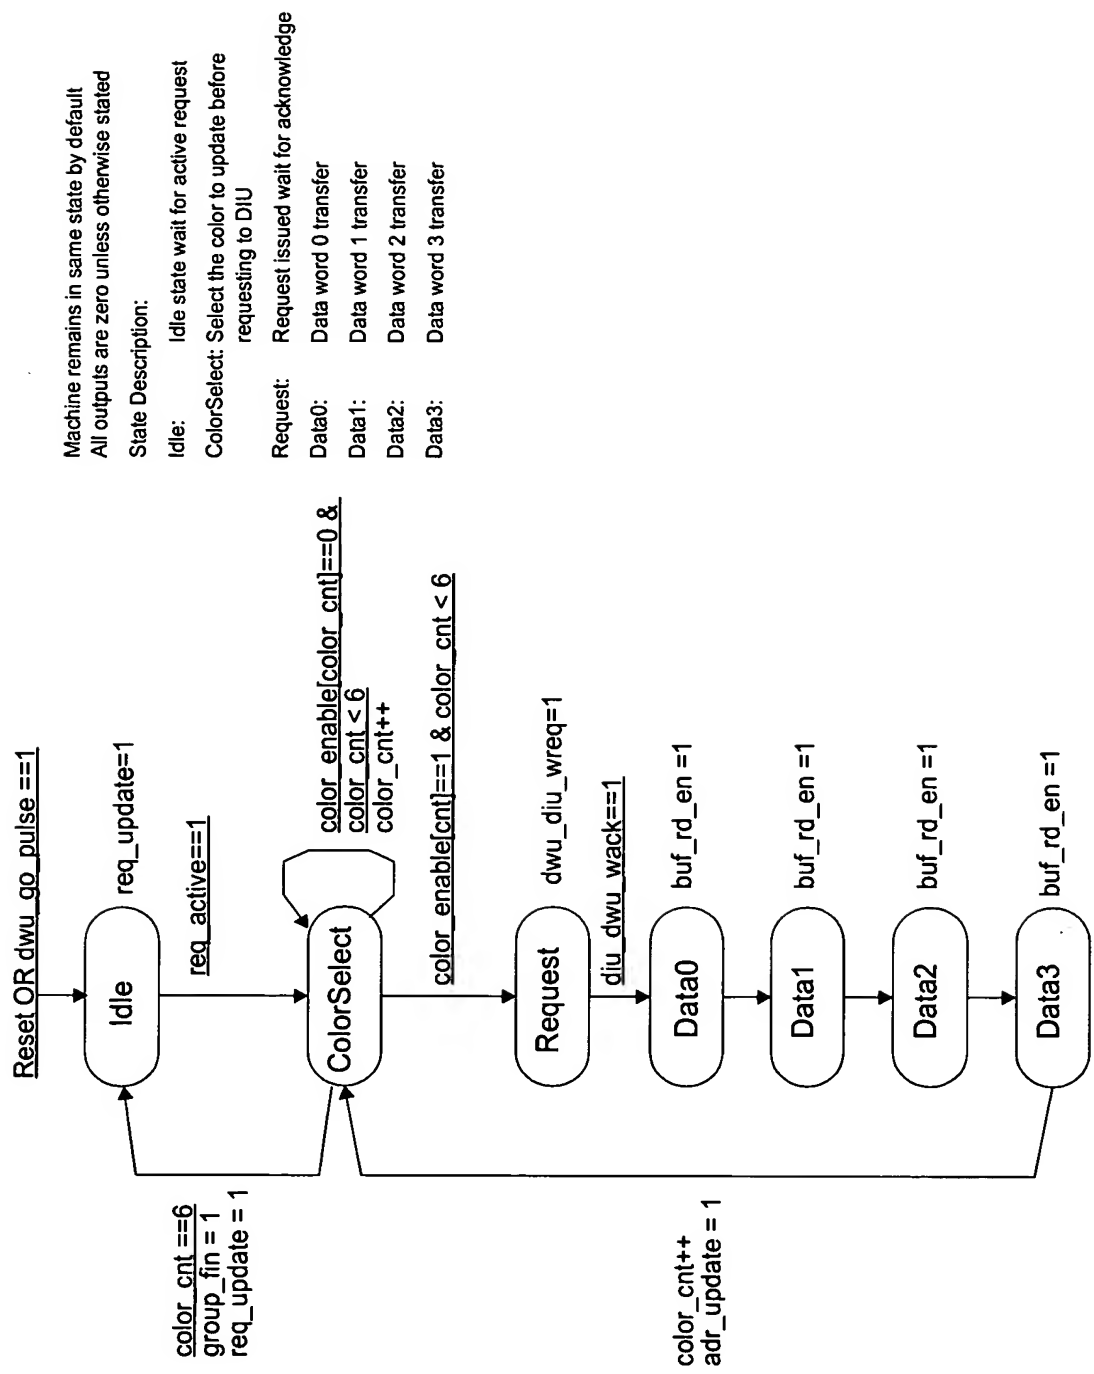 Reset OR dwu_go_pulse ==1
Idle
req_update=1
req_active==1
ColorSelect
color_enable[color_cnt]==0 &
color_cnt < 6
color_cnt++
color_cnt ==6
group_fin = 1
req_update = 1
color_enable[cnt]==1 & color_cnt < 6
Request
dwu_diu_wreq=1
diu_dwu_wack==1
Data0
buf_rd_en =1
Data1
buf_rd_en =1
Data2
buf_rd_en =1
Data3
buf_rd_en =1
color_cnt++
adr_update = 1
Machine remains in same state by default
All outputs are zero unless otherwise stated
State Description:
Idle: Idle state wait for active request
ColorSelect: Select the color to update before
requesting to DIU
Request: Request issued wait for acknowledge
Data0: Data word 0 transfer
Data1: Data word 1 transfer
Data2: Data word 2 transfer
Data3: Data word 3 transfer